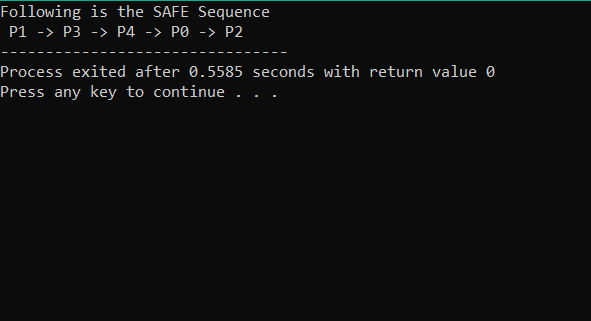 Following is the SAFE Sequence
 P1 -> P3 -> P4 -> P0 -> P2
--------------------------------
Process exited after 0.5585 seconds with return value 0
Press any key to continue . . .